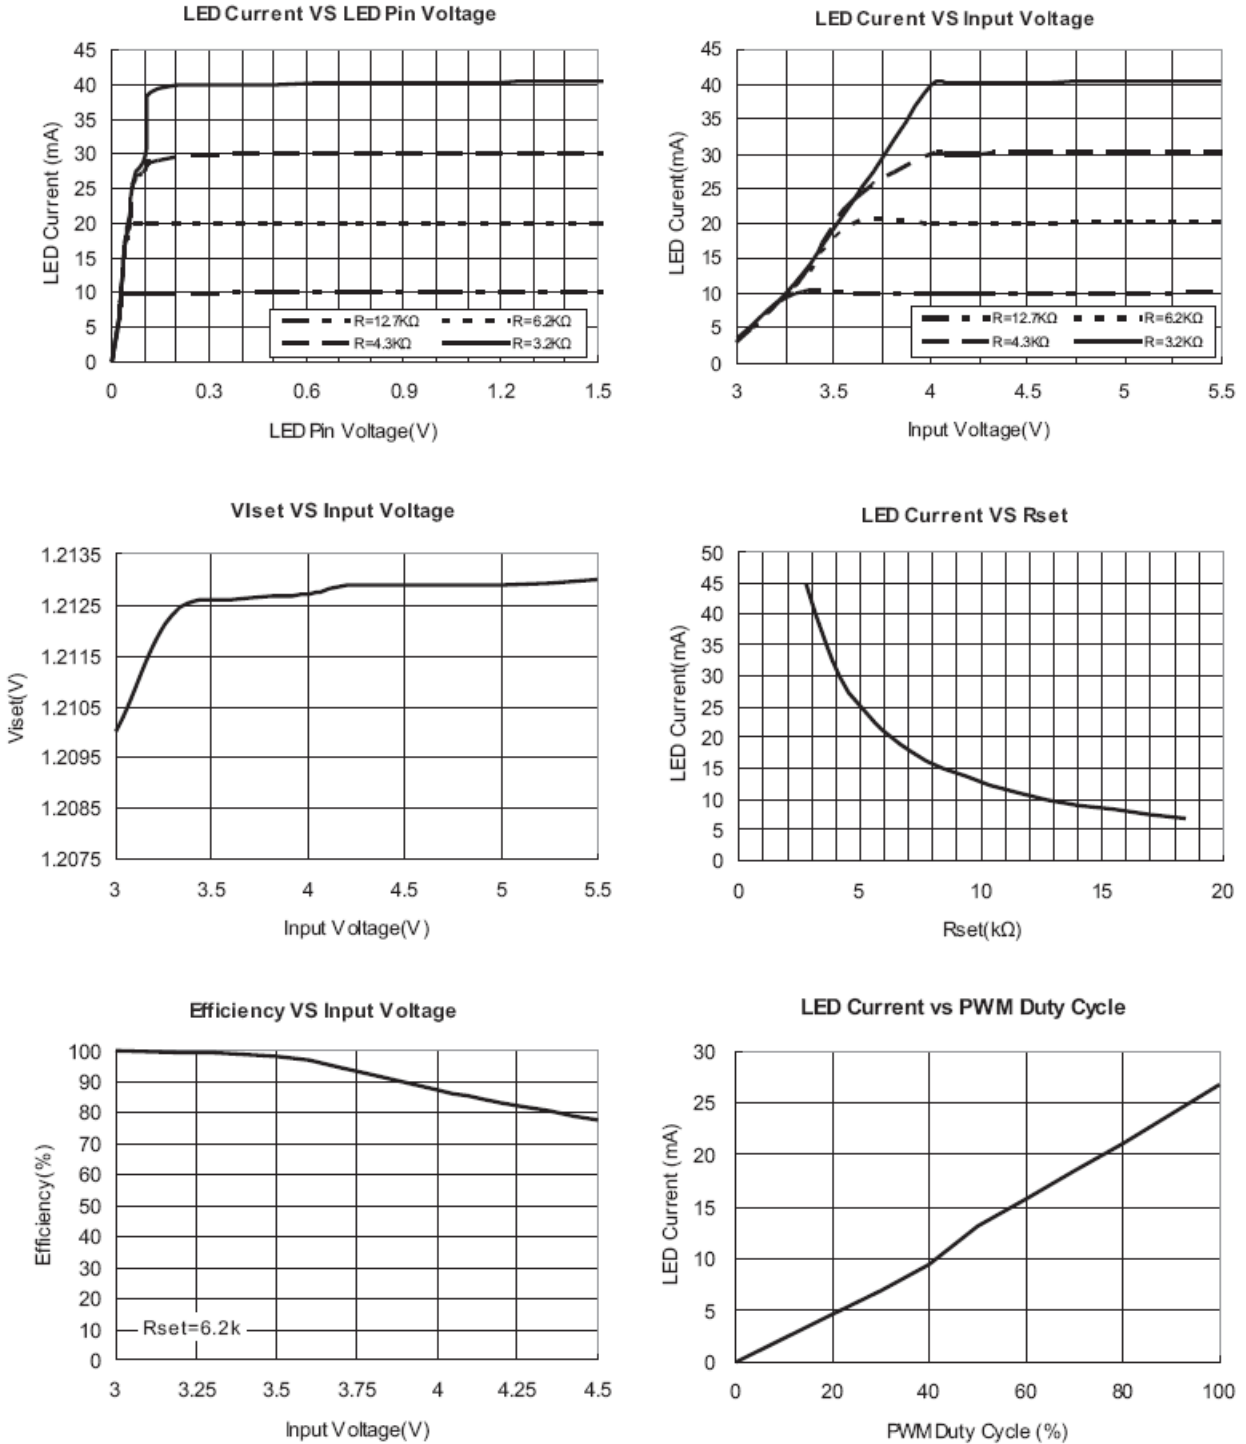 LED Current VS LED Pin Voltage
LED Current (mA)
45
40
35
30
25
20
15
10
5
0
R=12.7KΩ R=6.2KΩ
R=4.3KΩ R=3.2KΩ
0 0.3 0.6 0.9 1.2 1.5
LED Pin Voltage(V)
LED Curent VS Input Voltage
LED Curent(mA)
45
40
35
30
25
20
15
10
5
0
R=12.7KΩ R=6.2KΩ
R=4.3KΩ R=3.2KΩ
3 3.5 4 4.5 5 5.5
Input Voltage(V)
VIset VS Input Voltage
Viset(V)
1.2135
1.2125
1.2115
1.2105
1.2095
1.2085
1.2075
3 3.5 4 4.5 5 5.5
Input Voltage(V)
LED Current VS Rset
LED Current(mA)
50
45
40
35
30
25
20
15
10
5
0
0 5 10 15 20
Rset(kΩ)
Efficiency VS Input Voltage
Efficiency(%)
100
90
80
70
60
50
40
30
20
10
0
Rset=6.2k
3 3.25 3.5 3.75 4 4.25 4.5
Input Voltage(V)
LED Current vs PWM Duty Cycle
LED Current (mA)
30
25
20
15
10
5
0
0 20 40 60 80 100
PWM Duty Cycle (%)